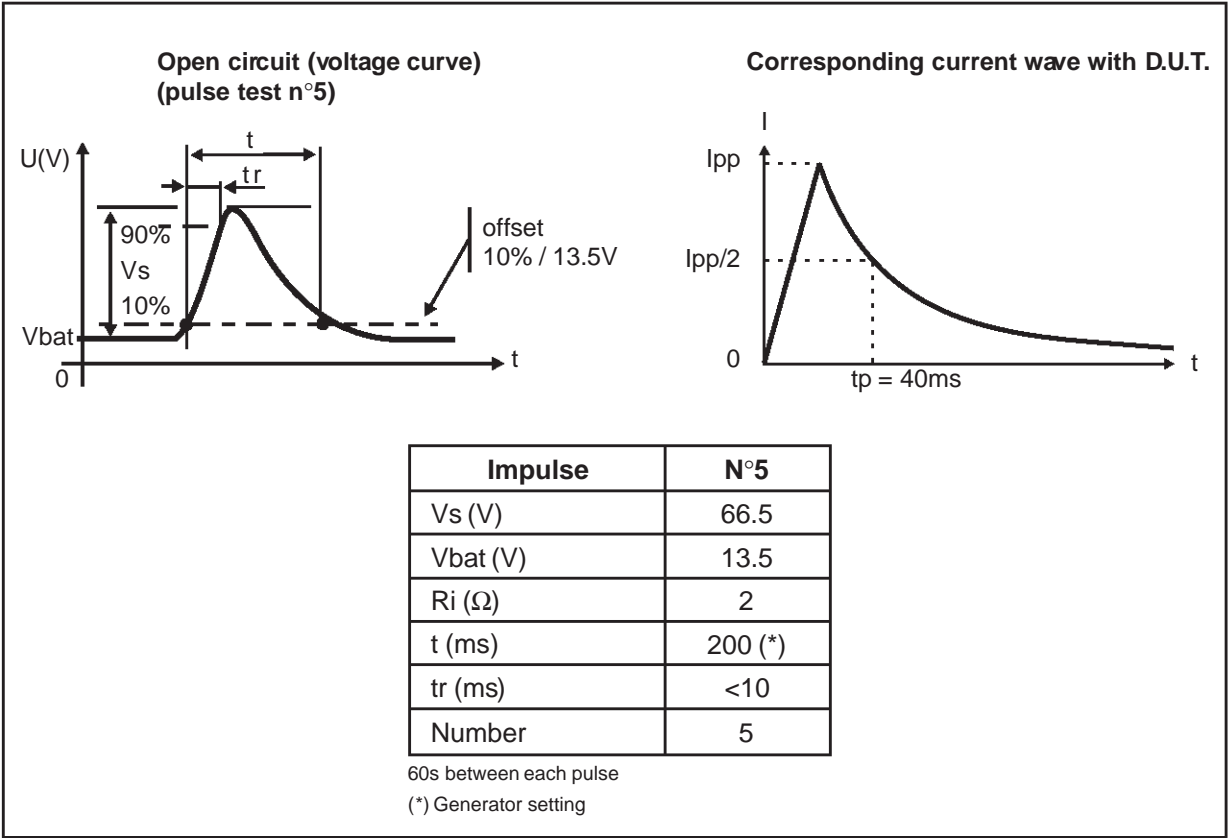 Open circuit (voltage curve)
(pulse test n°5)
Corresponding current wave with D.U.T.
U(V)
t
tr
90%
Vs
10%
Vbat
0
t
offset
10% / 13.5V
I
Ipp
Ipp/2
0
tp = 40ms
t
Impulse N°5
Vs (V) 66.5
Vbat (V) 13.5
Ri (Ω) 2
t (ms) 200 (*)
tr (ms) <10
Number 5
60s between each pulse
(*) Generator setting